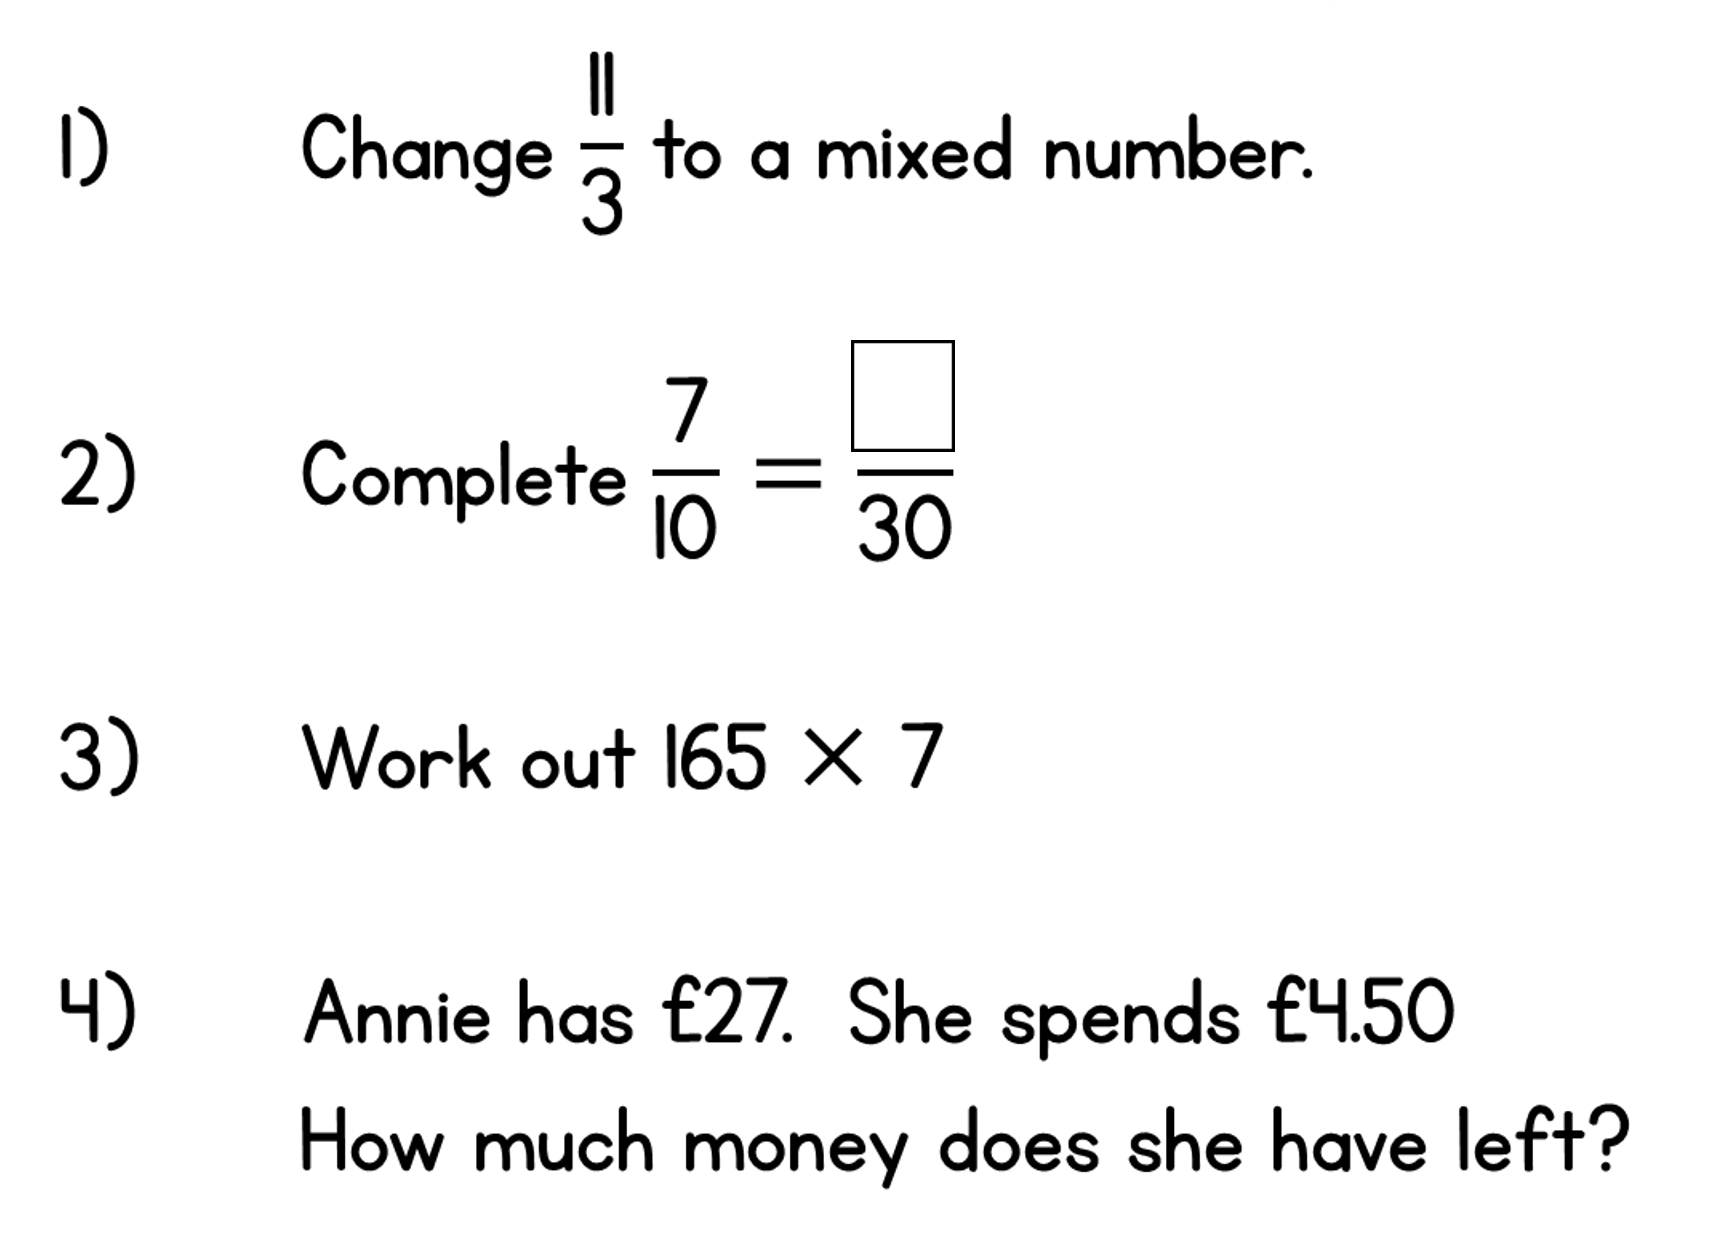 1) Change 11/3 to a mixed number.
2) Complete 7/10 = □/30
3) Work out 165 × 7
4) Annie has £27. She spends £4.50
How much money does she have left?